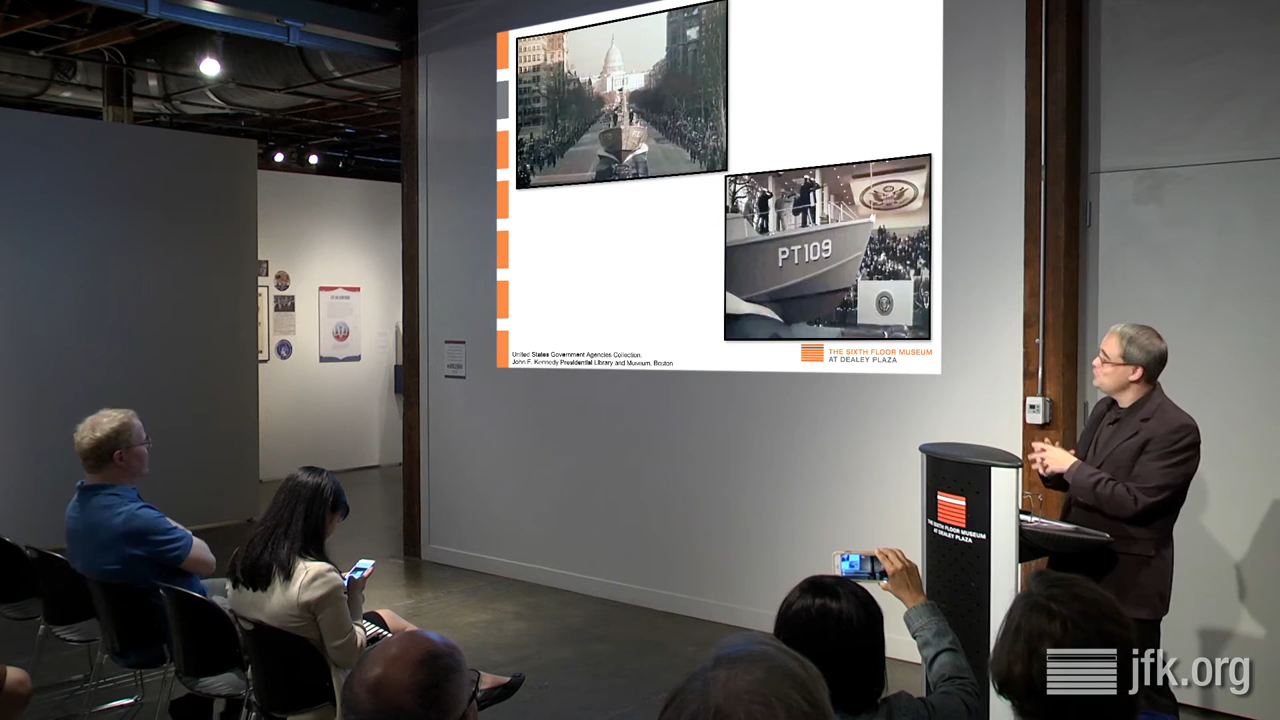 PT109
United States Government Agencies Collection,
John F. Kennedy Presidential Library and Museum, Boston
THE SIXTH FLOOR MUSEUM
AT DEALEY PLAZA
THE SIXTH FLOOR MUSEUM
AT DEALEY PLAZA
jfk.org